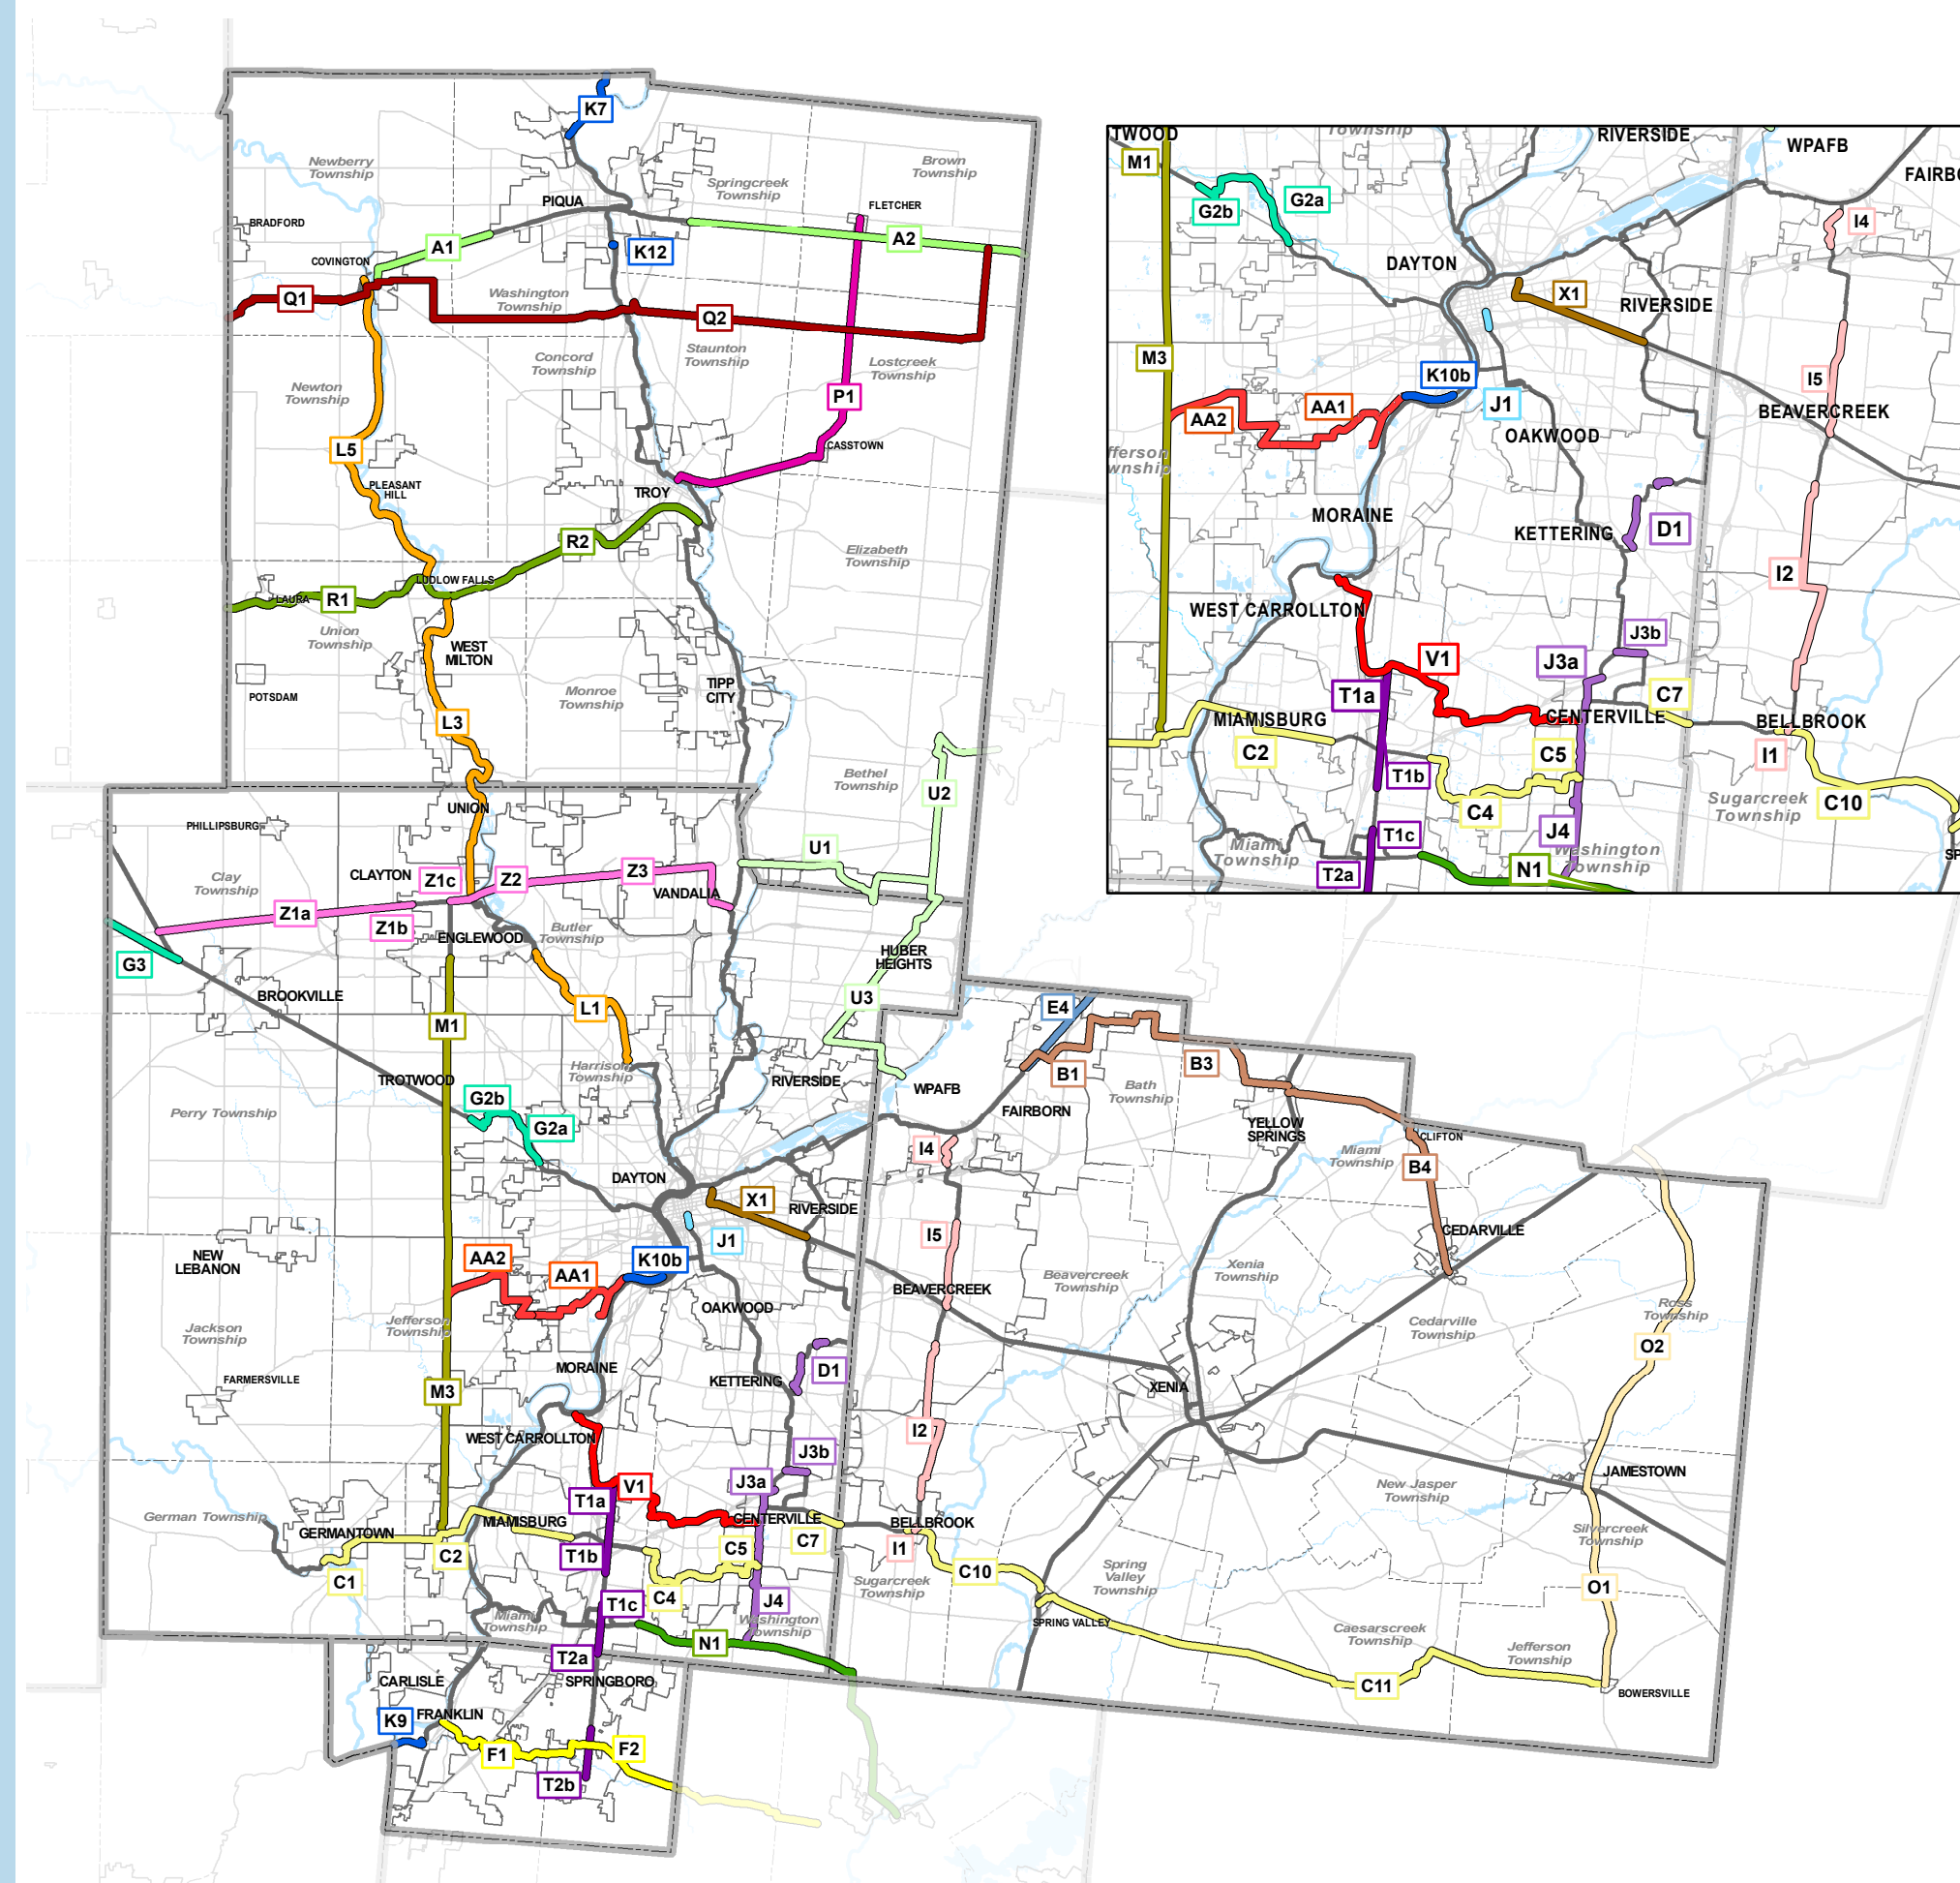 K7
Newberry
Township
Brown
Township
Springcreek
Township
PIQUA
FLETCHER
BRADFORD
A1
A2
K12
COVINGTON
Q1
Washington
Township
Q2
Staunton
Township
Concord
Township
Lostcreek
Township
Newton
Township
P1
L5
CASSTOWN
PLEASANT
HILL
TROY
R2
Elizabeth
Township
LUDLOW FALLS
LAURA
R1
Union
Township
WEST
MILTON
TIPP
CITY
POTSDAM
Monroe
Township
L3
Bethel
Township
U2
UNION
PHILLIPSBURG
U1
CLAYTON
Z1c
Z2
Z3
Clay
Township
VANDALIA
Z1a
Z1b
ENGLEWOOD
Butler
Township
HUBER
HEIGHTS
G3
BROOKVILLE
U3
L1
M1
E4
Harrison
Township
TROTWOOD
RIVERSIDE
WPAFB
B1
B3
Bath
Township
Perry Township
G2b
G2a
FAIRBORN
YELLOW
SPRINGS
CLIFTON
I4
Miami
Township
B4
DAYTON
X1
RIVERSIDE
CEDARVILLE
NEW
LEBANON
J1
I5
AA2
AA1
K10b
Beavercreek
Township
Xenia
Township
BEAVERCREEK
OAKWOOD
Ross
Township
Jackson
Township
Jefferson
Township
Cedarville
Township
O2
MORAINE
D1
KETTERING
FARMERSVILLE
M3
XENIA
WEST CARROLLTON
I2
J3b
J3a
V1
T1a
JAMESTOWN
New Jasper
Township
German Township
GERMANTOWN
MIAMISBURG
CENTERVILLE
BELLBROOK
Silvercreek
Township
C2
T1b
C5
C7
I1
C1
C10
Sugarcreek
Township
Spring
Valley
Township
O1
C4
T1c
J4
Miami
Township
Washington
Township
SPRING VALLEY
N1
Caesarscreek
Township
Jefferson
Township
T2a
CARLISLE
SPRINGBORO
C11
BOWERSVILLE
K9
FRANKLIN
F1
F2
T2b
TWOOD
Township
RIVERSIDE
WPAFB
M1
FAIRBO
G2b
G2a
I4
DAYTON
X1
RIVERSIDE
M3
K10b
I5
AA2
AA1
J1
BEAVERCREEK
OAKWOOD
fferson
wnship
MORAINE
KETTERING
D1
I2
WEST CARROLLTON
J3b
V1
J3a
T1a
C7
MIAMISBURG
CENTERVILLE
BELLBROOK
C2
C5
I1
T1b
Sugarcreek
Township
C10
C4
T1c
J4
Miami
Township
Washington
Township
SP
T2a
N1